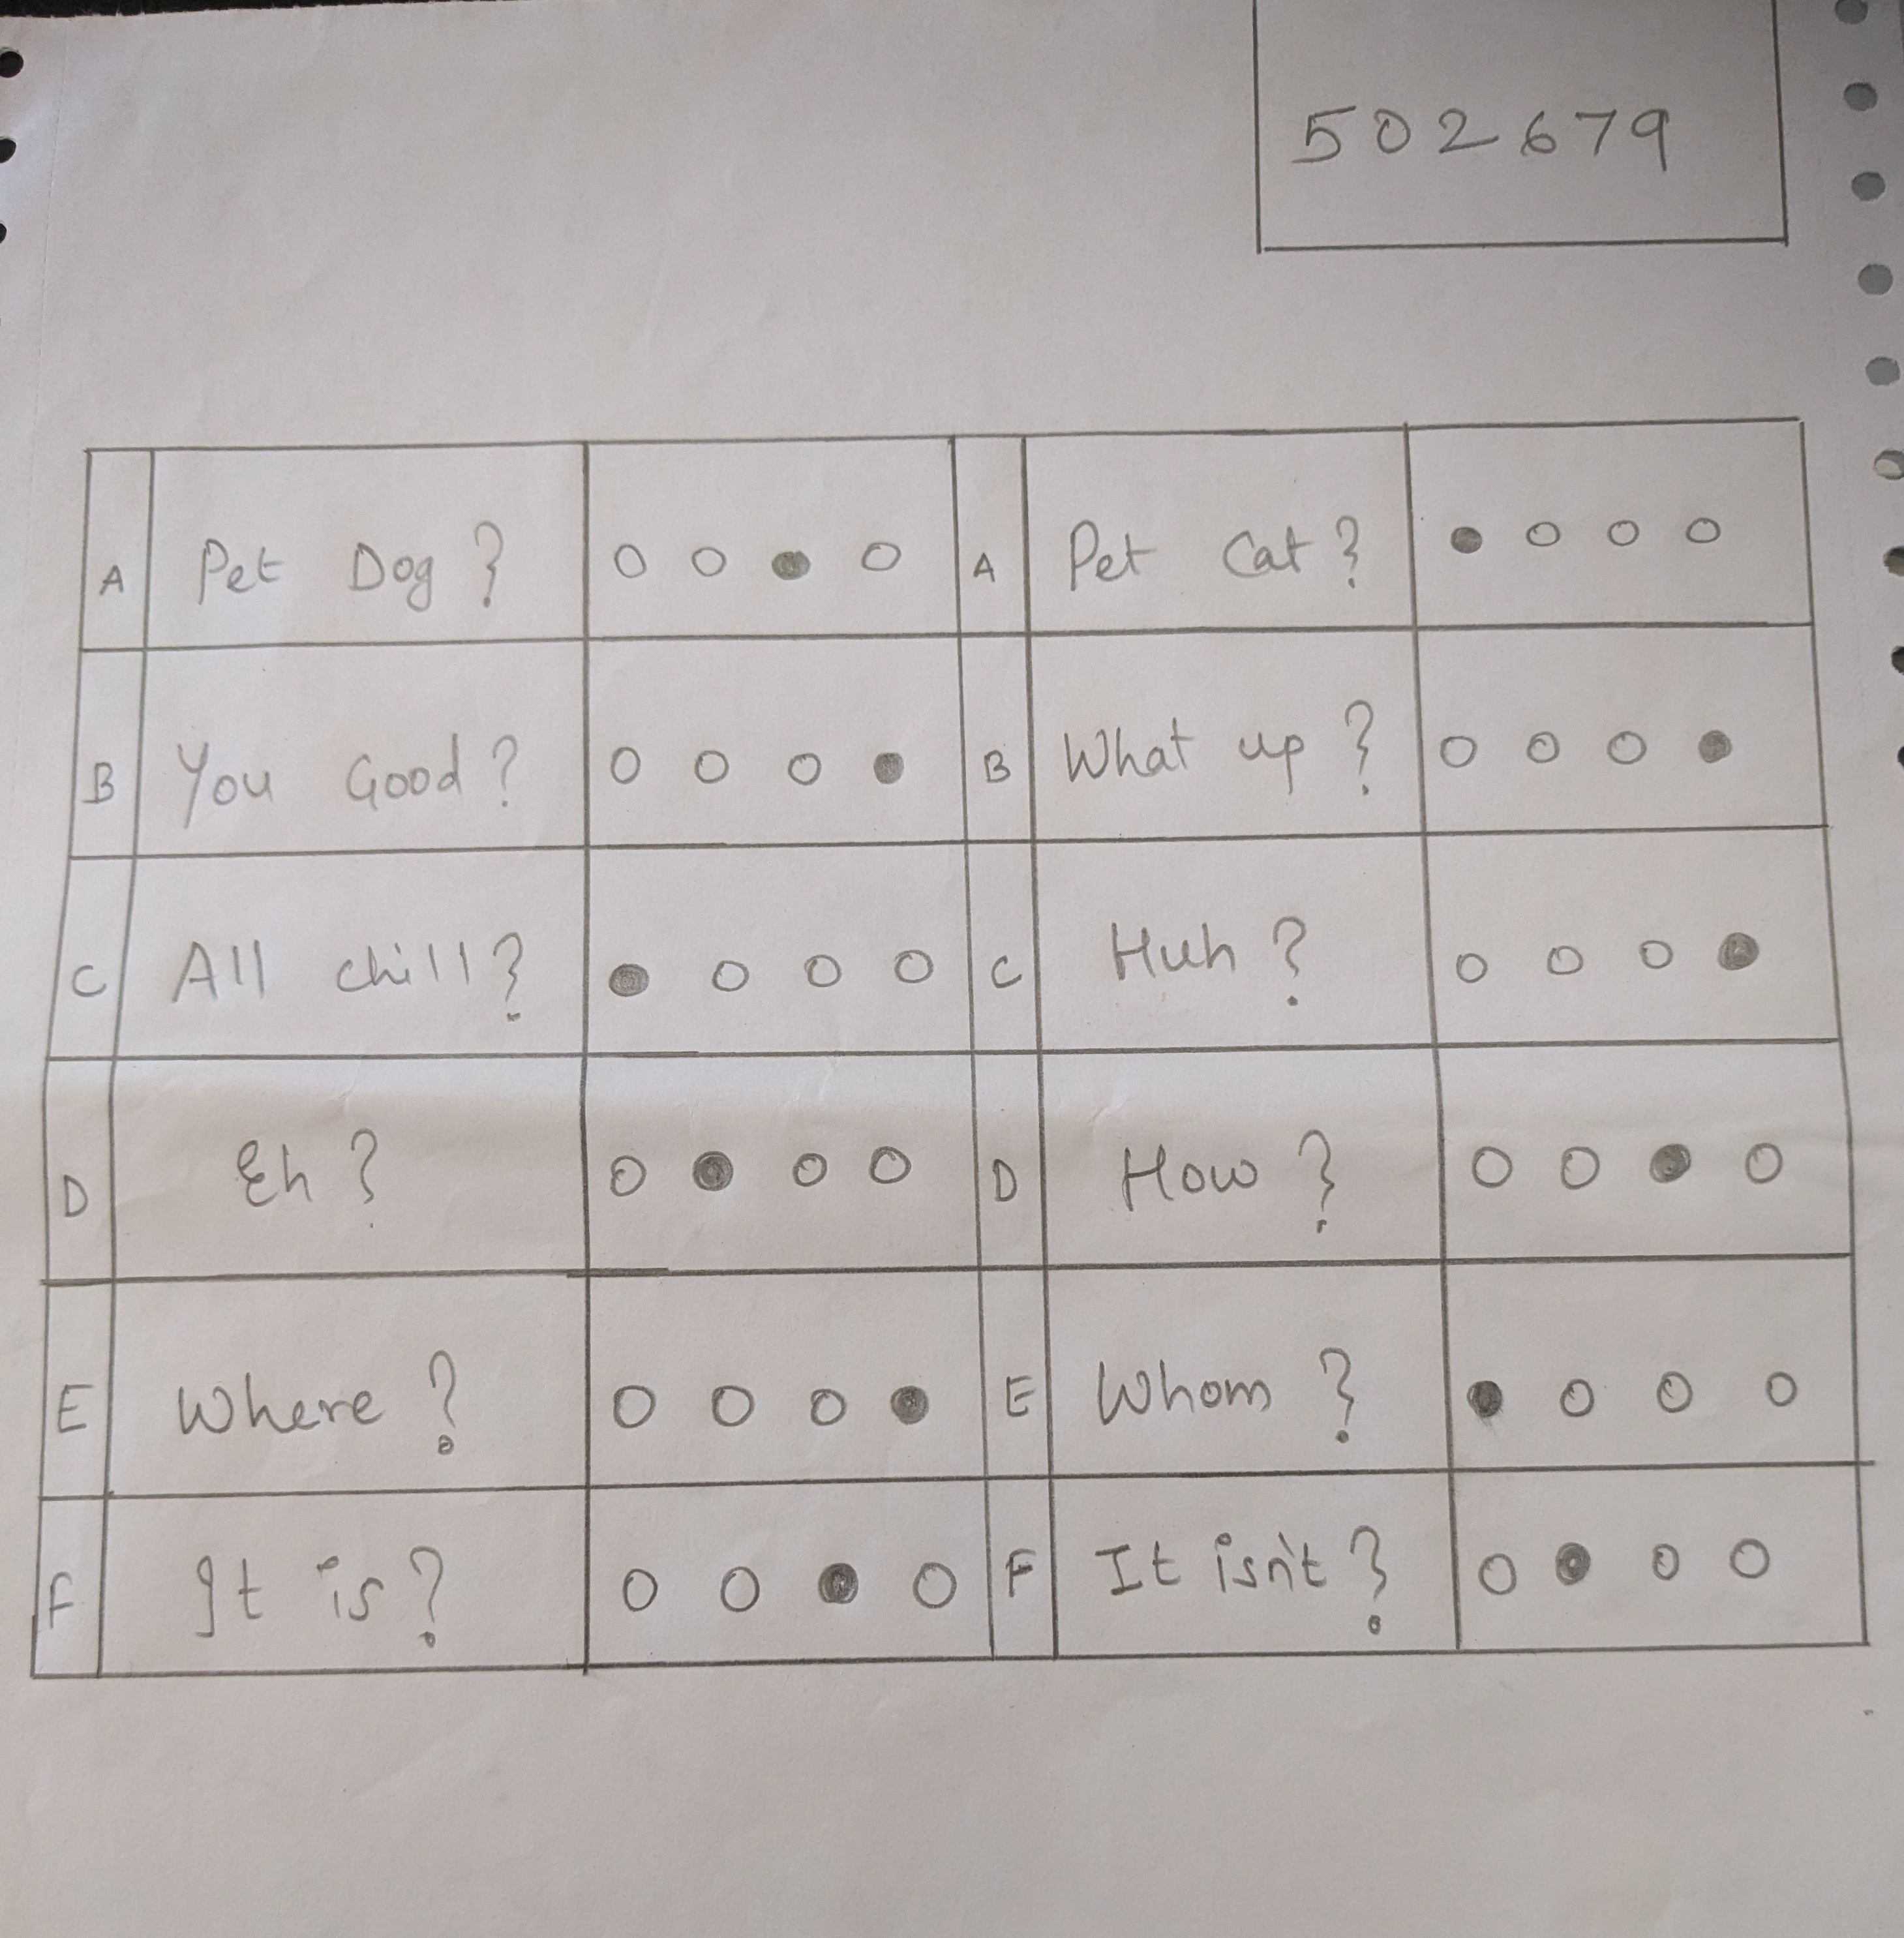 502679
A Pet Dog? A Pet Cat?
B You Good? B What up?
C All chill? C Huh?
D Eh? D How?
E Where? E Whom?
F It is? F It isn't?